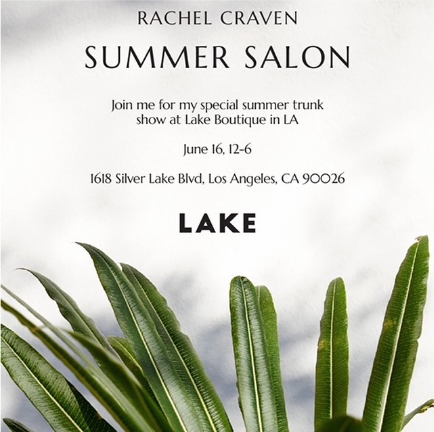 RACHEL CRAVEN
SUMMER SALON
Join me for my special summer trunk
show at Lake Boutique in LA
June 16, 12-6
1618 Silver Lake Blvd, Los Angeles, CA 90026
LAKE